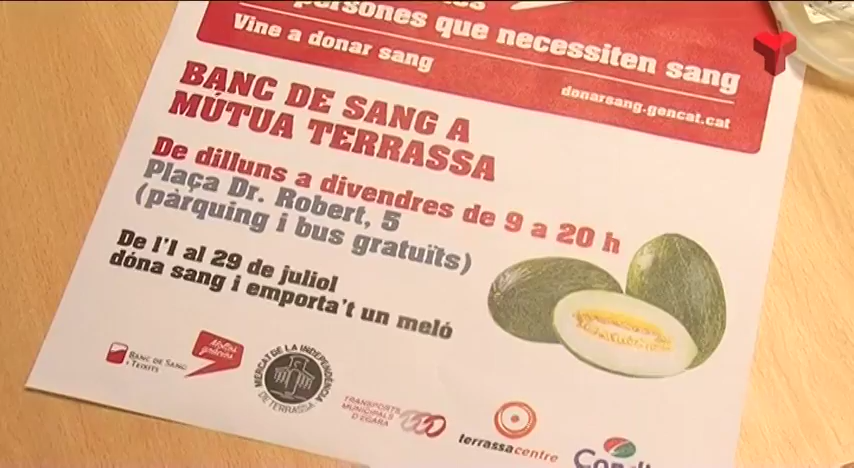 persones que necessiten sang
Vine a donar sang
donarsang.gencat.cat
BANC DE SANG A
MÚTUA TERRASSA
De dilluns a divendres de 9 a 20 h
Plaça Dr. Robert, 5
(pàrquing i bus gratuïts)
De l'1 al 29 de juliol
dóna sang i emporta't un meló
BANC DE SANG
I TEIXITS
Moltes
gràcies
MERCAT DE LA INDEPENDÈNCIA
DE TERRASSA
TRANSPORTS
MUNICIPALS
D'EGARA
terrassacentre